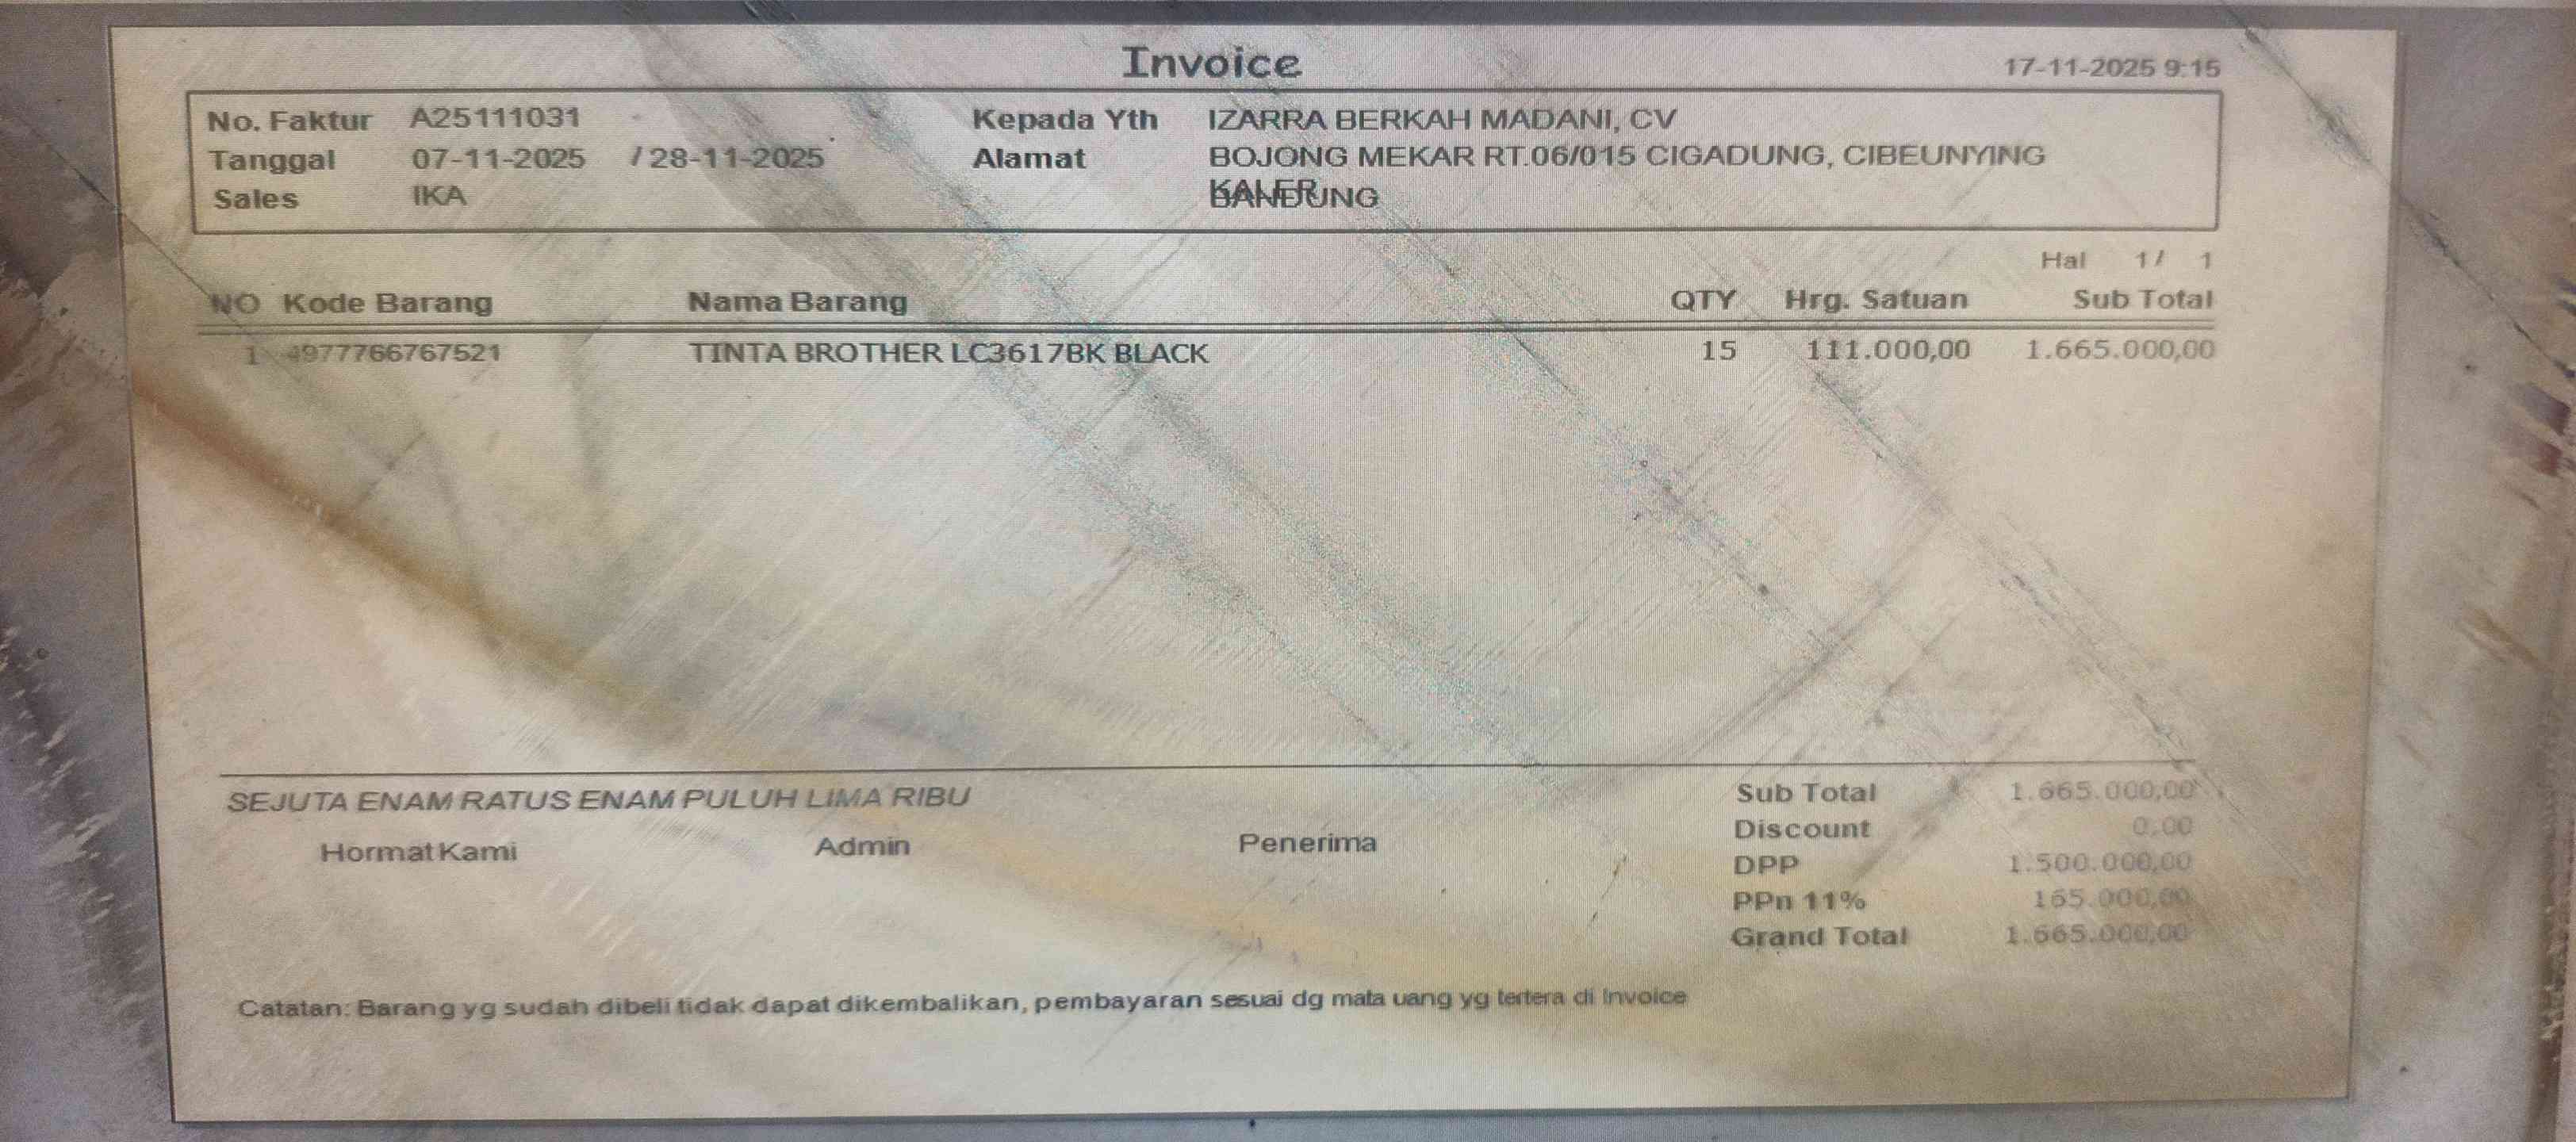 Invoice
17-11-2025 9:15
No. Faktur A25111031 Kepada Yth IZARRA BERKAH MADANI, CV
Tanggal 07-11-2025 / 28-11-2025 Alamat BOJONG MEKAR RT.06/015 CIGADUNG, CIBEUNYING
KALER
Sales IKA BANDUNG
Hal 1/ 1
NO Kode Barang Nama Barang QTY Hrg. Satuan Sub Total
1 4977766767521 TINTA BROTHER LC3617BK BLACK 15 111.000,00 1.665.000,00
SEJUTA ENAM RATUS ENAM PULUH LIMA RIBU
Hormat Kami Admin Penerima
Sub Total 1.665.000,00
Discount 0,00
DPP 1.500.000,00
PPn 11% 165.000,00
Grand Total 1.665.000,00
Catatan: Barang yg sudah dibeli tidak dapat dikembalikan, pembayaran sesuai dg mata uang yg tertera di Invoice